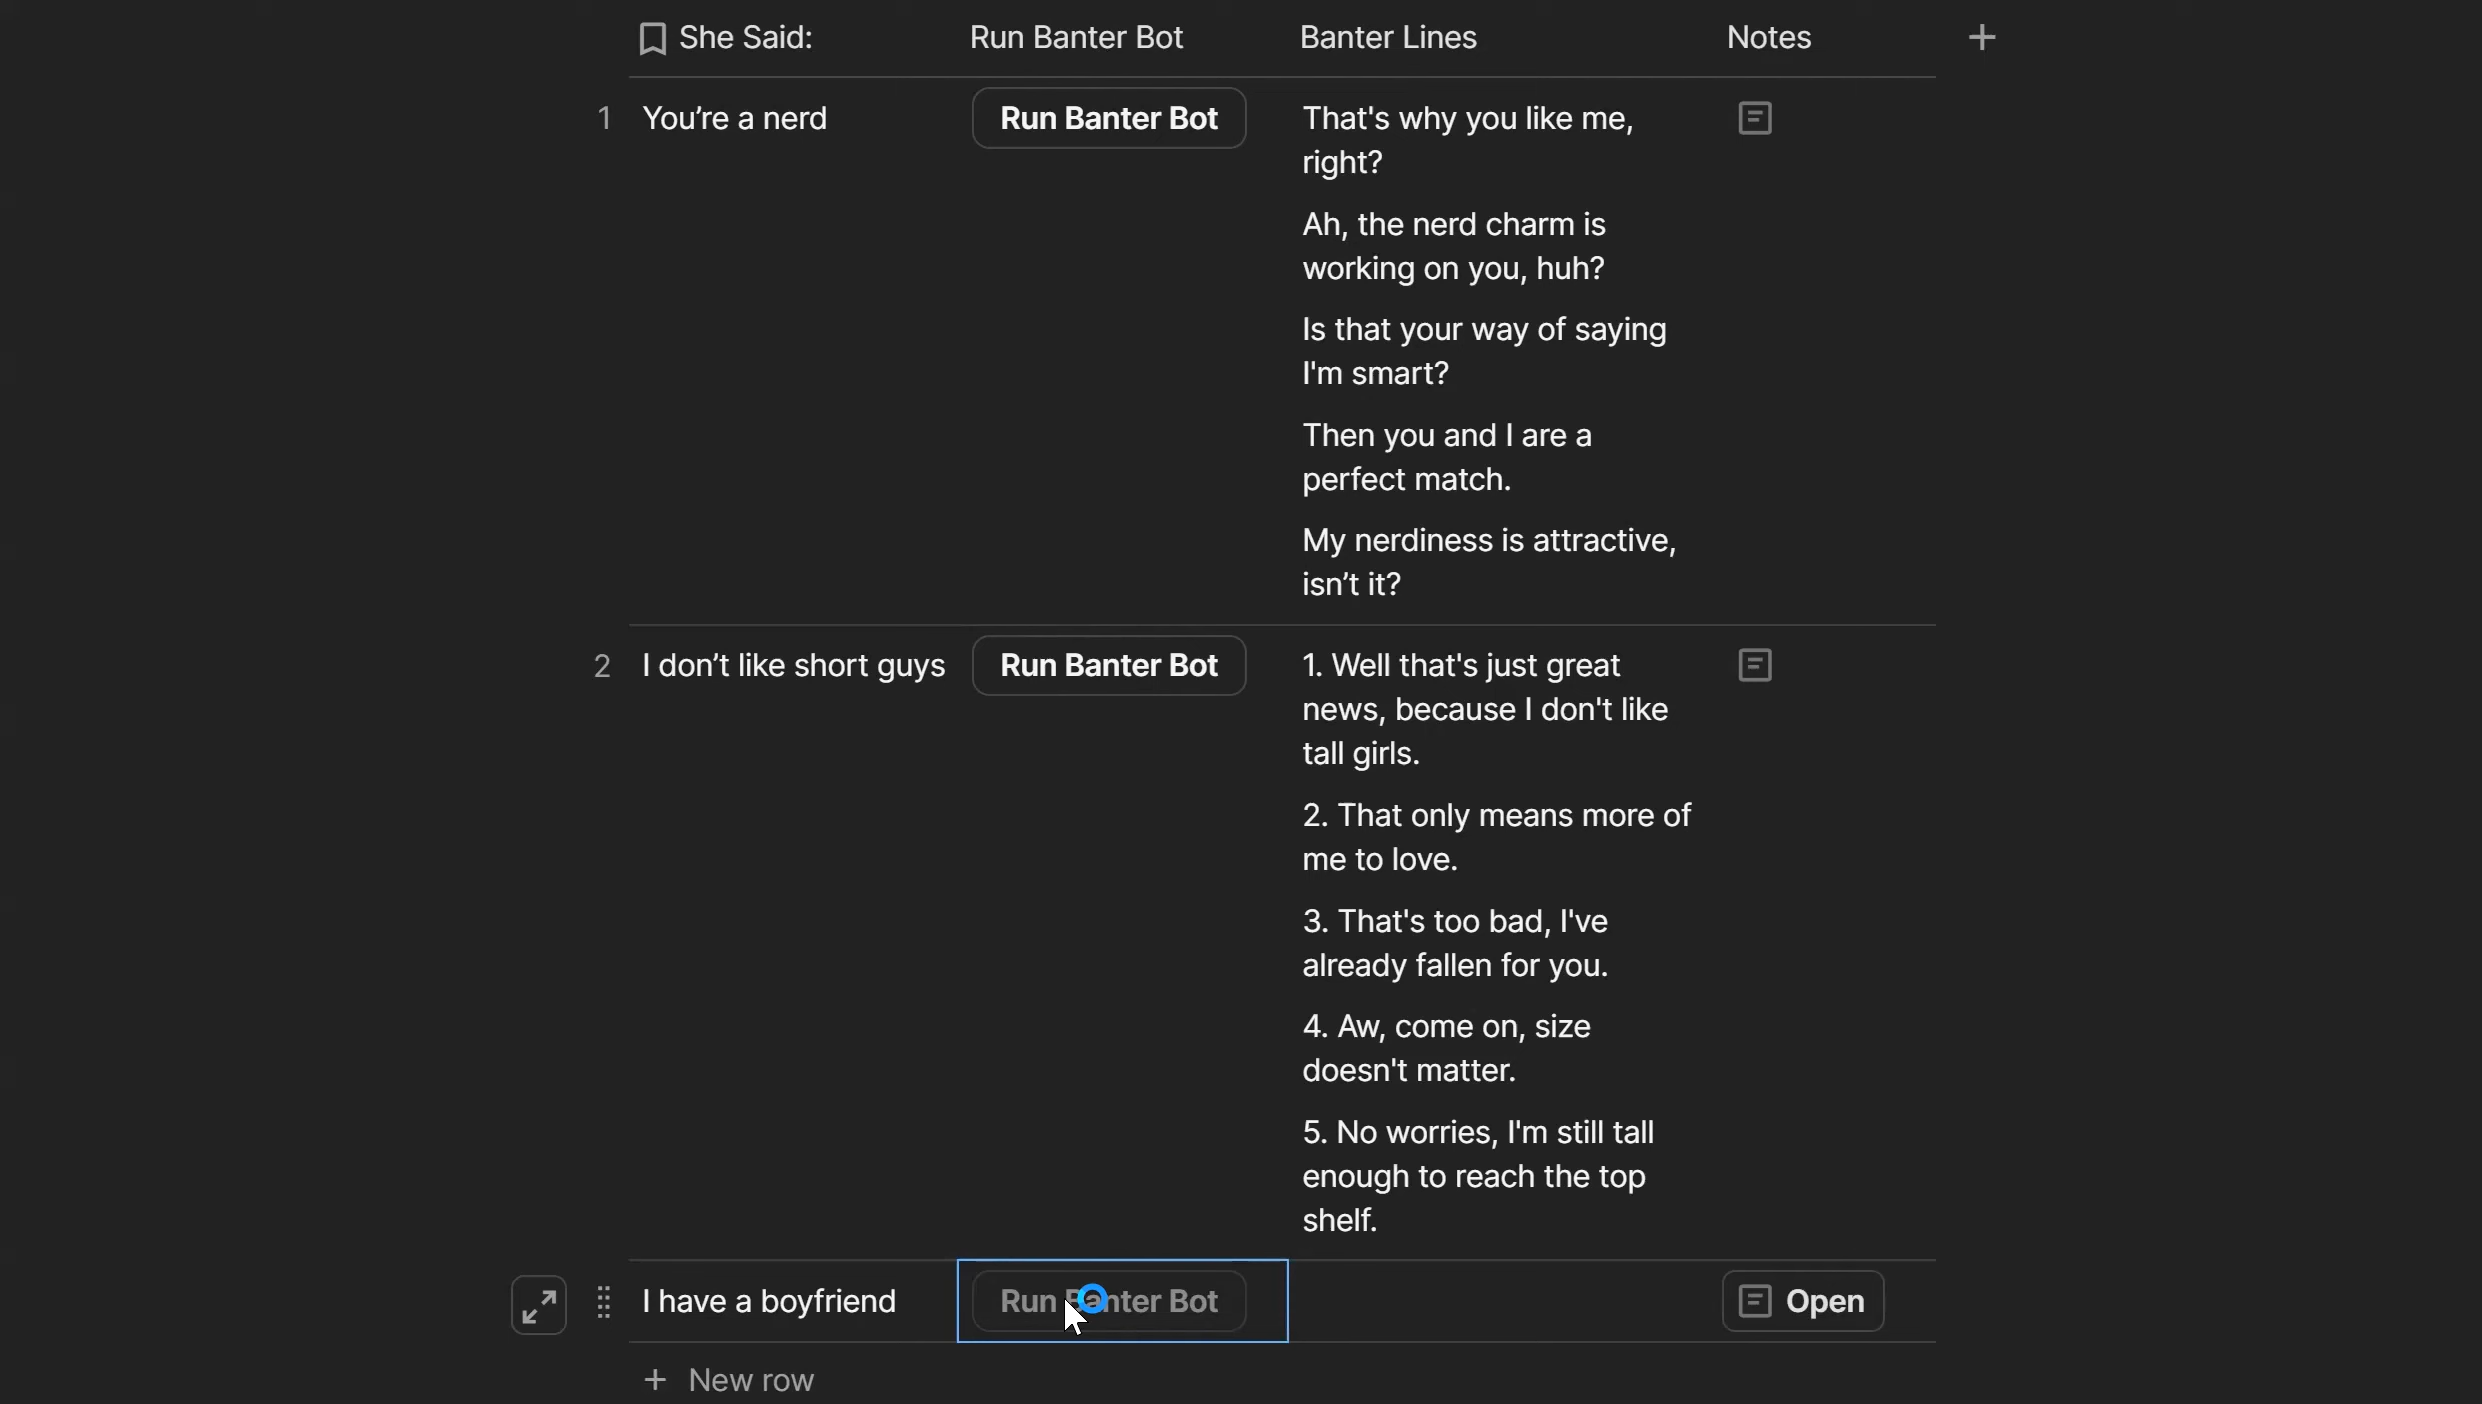 She Said: Run Banter Bot Banter Lines Notes
1 You're a nerd Run Banter Bot That's why you like me,
right?
Ah, the nerd charm is
working on you, huh?
Is that your way of saying
I'm smart?
Then you and I are a
perfect match.
My nerdiness is attractive,
isn't it?
2 I don't like short guys Run Banter Bot 1. Well that's just great
news, because I don't like
tall girls.
2. That only means more of
me to love.
3. That's too bad, I've
already fallen for you.
4. Aw, come on, size
doesn't matter.
5. No worries, I'm still tall
enough to reach the top
shelf.
I have a boyfriend Run Banter Bot Open
+ New row